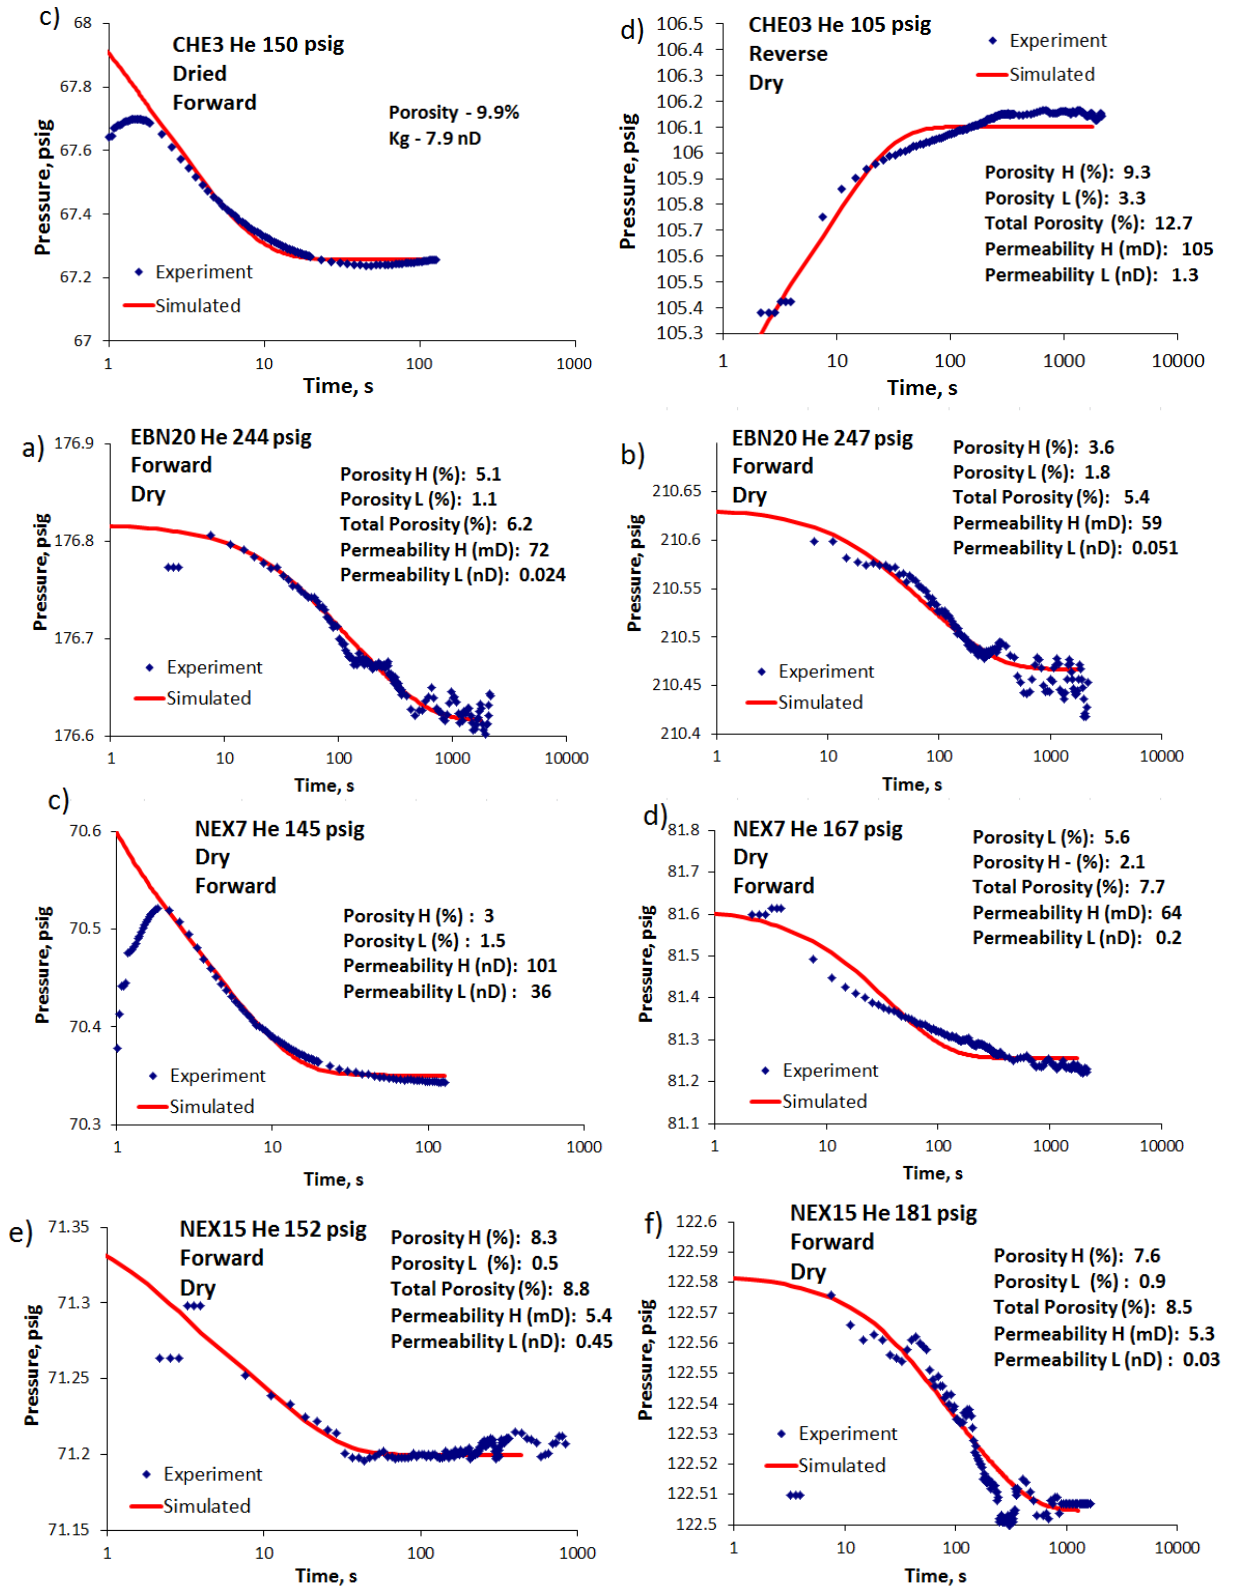 c)
CHE3 He 150 psig
Dried
Forward
Porosity - 9.9%
Kg - 7.9 nD
Pressure, psig
68
67.8
67.6
67.4
67.2
67
Experiment
Simulated
1
10
100
1000
Time, s
d)
CHE03 He 105 psig
Reverse
Dry
Experiment
Simulated
Porosity H (%): 9.3
Porosity L (%): 3.3
Total Porosity (%): 12.7
Permeability H (mD): 105
Permeability L (nD): 1.3
Pressure, psig
106.5
106.4
106.3
106.2
106.1
106
105.9
105.8
105.7
105.6
105.5
105.4
105.3
1
10
100
1000
10000
Time, s
a)
EBN20 He 244 psig
Forward
Dry
Porosity H (%): 5.1
Porosity L (%): 1.1
Total Porosity (%): 6.2
Permeability H (mD): 72
Permeability L (nD): 0.024
Pressure, psig
176.9
176.8
176.7
176.6
Experiment
Simulated
1
10
100
1000
10000
Time, s
b)
EBN20 He 247 psig
Forward
Dry
Porosity H (%): 3.6
Porosity L (%): 1.8
Total Porosity (%): 5.4
Permeability H (mD): 59
Permeability L (nD): 0.051
Pressure, psig
210.65
210.6
210.55
210.5
210.45
210.4
Experiment
Simulated
1
10
100
1000
10000
Time, s
c)
NEX7 He 145 psig
Dry
Forward
Porosity H (%) : 3
Porosity L (%) : 1.5
Permeability H (nD): 101
Permeability L (nD) : 36
Pressure, psig
70.6
70.5
70.4
70.3
Experiment
Simulated
1
10
100
1000
Time, s
d)
NEX7 He 167 psig
Dry
Forward
Porosity L (%): 5.6
Porosity H - (%): 2.1
Total Porosity (%): 7.7
Permeability H (mD): 64
Permeability L (nD): 0.2
Pressure, psig
81.8
81.7
81.6
81.5
81.4
81.3
81.2
81.1
Experiment
Simulated
1
10
100
1000
10000
Time, s
e)
NEX15 He 152 psig
Forward
Dry
Porosity H (%): 8.3
Porosity L (%): 0.5
Total Porosity (%): 8.8
Permeability H (mD): 5.4
Permeability L (nD): 0.45
Pressure, psig
71.35
71.3
71.25
71.2
71.15
Experiment
Simulated
1
10
100
1000
Time, s
f)
NEX15 He 181 psig
Forward
Dry
Porosity H (%): 7.6
Porosity L (%) : 0.9
Total Porosity (%): 8.5
Permeability H (mD): 5.3
Permeability L (nD) : 0.03
Pressure, psig
122.6
122.59
122.58
122.57
122.56
122.55
122.54
122.53
122.52
122.51
122.5
Experiment
Simulated
1
10
100
1000
10000
Time, s